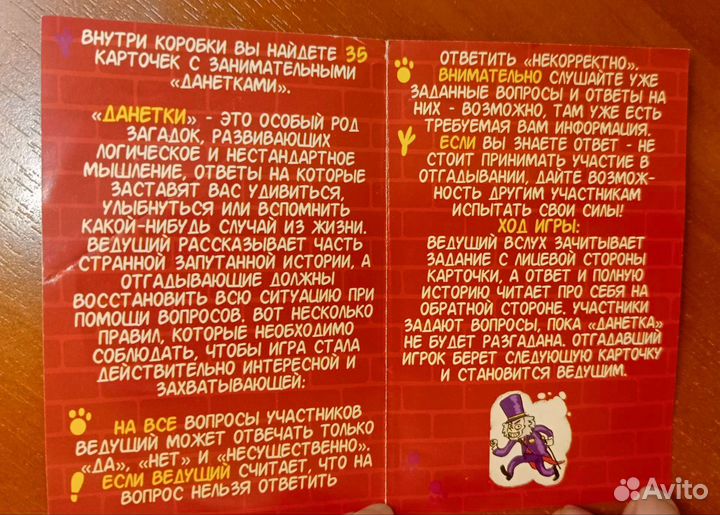 ВНУТРИ КОРОБКИ ВЫ НАЙДЕТЕ 35
КАРТОЧЕК С ЗАНИМАТЕЛЬНЫМИ
«ДАНЕТКАМИ».
«ДАНЕТКИ» - ЭТО ОСОБЫЙ РОД
ЗАГАДОК, РАЗВИВАЮЩИХ
ЛОГИЧЕСКОЕ И НЕСТАНДАРТНОЕ
МЫШЛЕНИЕ, ОТВЕТЫ НА КОТОРЫЕ
ЗАСТАВЯТ ВАС УДИВИТЬСЯ,
УЛЫБНУТЬСЯ ИЛИ ВСПОМНИТЬ
КАКОЙ-НИБУДЬ СЛУЧАЙ ИЗ ЖИЗНИ.
ВЕДУЩИЙ РАССКАЗЫВАЕТ ЧАСТЬ
СТРАННОЙ ЗАПУТАННОЙ ИСТОРИИ, А
ОТГАДЫВАЮЩИЕ ДОЛЖНЫ
ВОССТАНОВИТЬ ВСЮ СИТУАЦИЮ ПРИ
ПОМОЩИ ВОПРОСОВ. ВОТ НЕСКОЛЬКО
ПРАВИЛ, КОТОРЫЕ НЕОБХОДИМО
СОБЛЮДАТЬ, ЧТОБЫ ИГРА СТАЛА
ДЕЙСТВИТЕЛЬНО ИНТЕРЕСНОЙ И
ЗАХВАТЫВАЮЩЕЙ:
НА ВСЕ ВОПРОСЫ УЧАСТНИКОВ
ВЕДУЩИЙ МОЖЕТ ОТВЕЧАТЬ ТОЛЬКО
«ДА», «НЕТ» И «НЕСУЩЕСТВЕННО».
ЕСЛИ ВЕДУЩИЙ СЧИТАЕТ, ЧТО НА
ВОПРОС НЕЛЬЗЯ ОТВЕТИТЬ
ОТВЕТИТЬ «НЕКОРРЕКТНО».
ВНИМАТЕЛЬНО СЛУШАЙТЕ УЖЕ
ЗАДАННЫЕ ВОПРОСЫ И ОТВЕТЫ НА
НИХ - ВОЗМОЖНО, ТАМ УЖЕ ЕСТЬ
ТРЕБУЕМАЯ ВАМ ИНФОРМАЦИЯ.
ЕСЛИ ВЫ ЗНАЕТЕ ОТВЕТ - НЕ
СТОИТ ПРИНИМАТЬ УЧАСТИЕ В
ОТГАДЫВАНИИ, ДАЙТЕ ВОЗМОЖ-
НОСТЬ ДРУГИМ УЧАСТНИКАМ
ИСПЫТАТЬ СВОИ СИЛЫ!
ХОД ИГРЫ:
ВЕДУЩИЙ ВСЛУХ ЗАЧИТЫВАЕТ
ЗАДАНИЕ С ЛИЦЕВОЙ СТОРОНЫ
КАРТОЧКИ, А ОТВЕТ И ПОЛНУЮ
ИСТОРИЮ ЧИТАЕТ ПРО СЕБЯ НА
ОБРАТНОЙ СТОРОНЕ. УЧАСТНИКИ
ЗАДАЮТ ВОПРОСЫ, ПОКА «ДАНЕТКА»
НЕ БУДЕТ РАЗГАДАНА. ОТГАДАВШИЙ
ИГРОК БЕРЕТ СЛЕДУЮЩУЮ КАРТОЧКУ
И СТАНОВИТСЯ ВЕДУЩИМ.
Avito